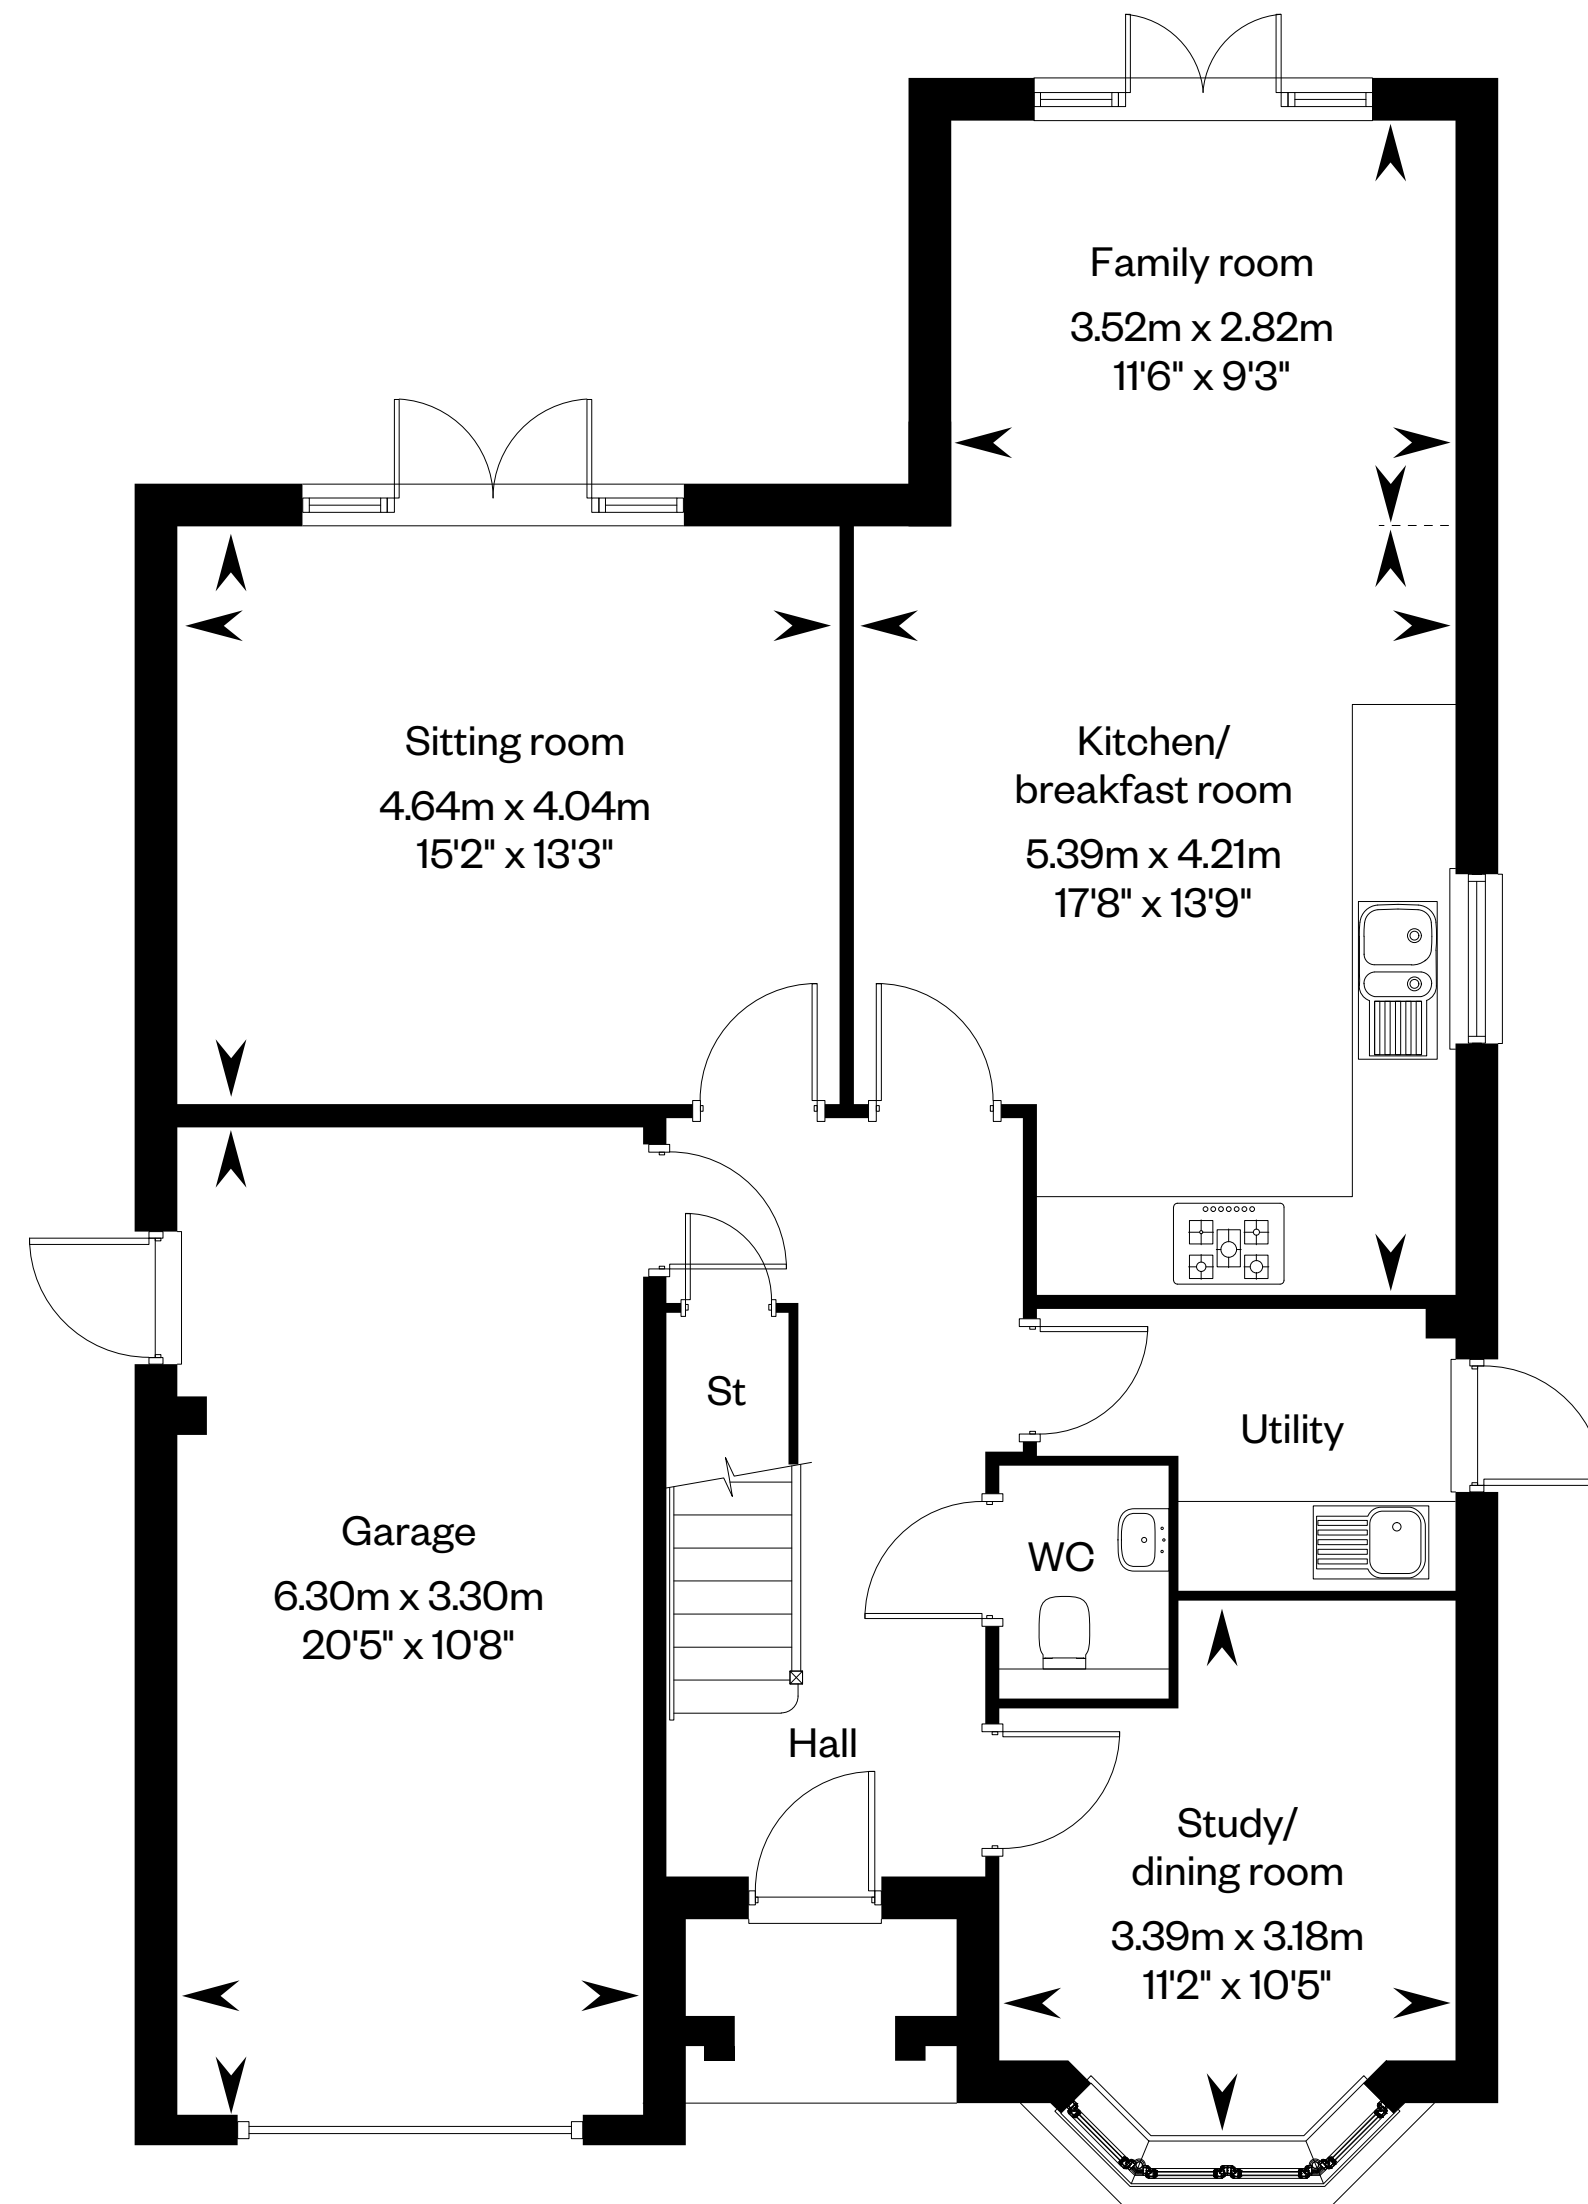 Family room
3.52m x 2.82m
11'6" x 9'3"
Sitting room
4.64m x 4.04m
15'2" x 13'3"
Kitchen/
breakfast room
5.39m x 4.21m
17'8" x 13'9"
St
Utility
Garage
6.30m x 3.30m
20'5" x 10'8"
WC
Hall
Study/
dining room
3.39m x 3.18m
11'2" x 10'5"